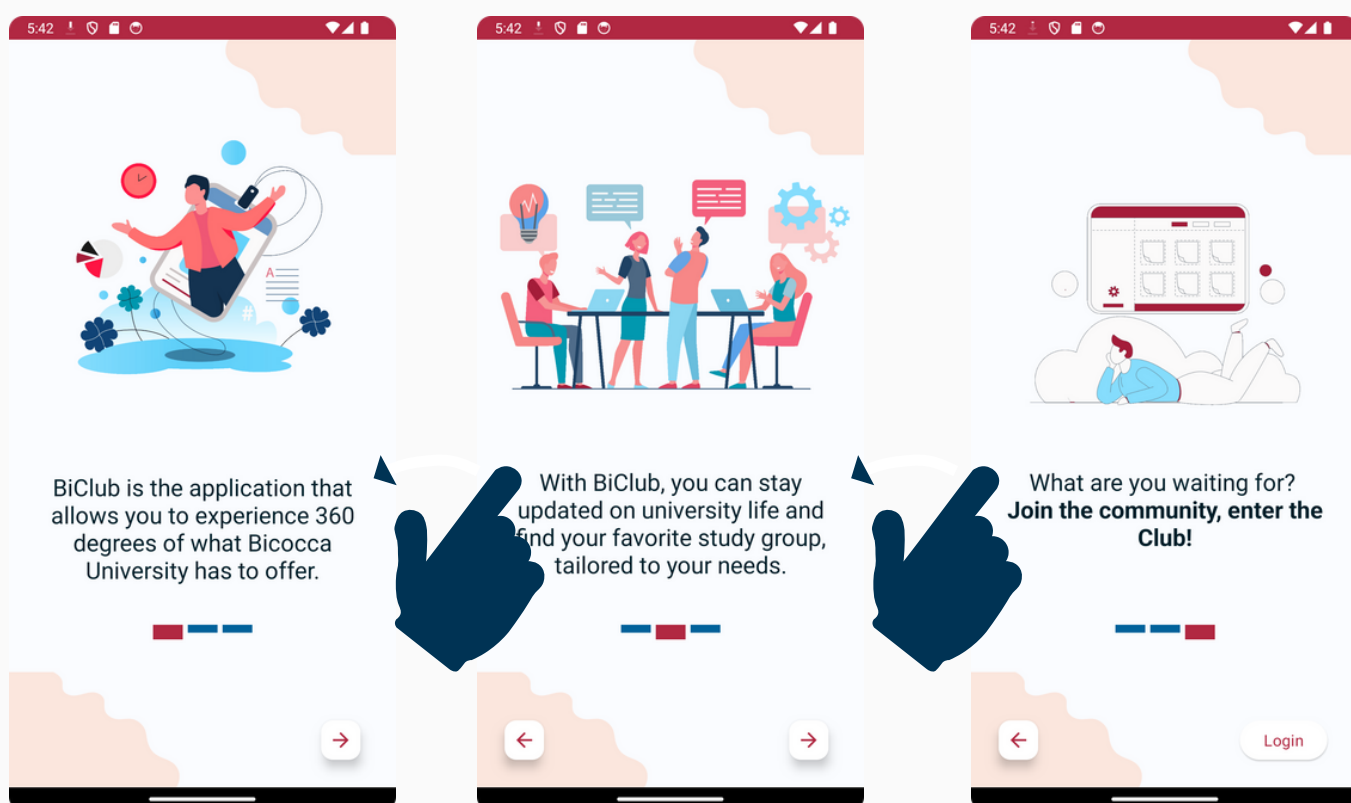 5:42
BiClub is the application that
allows you to experience 360
degrees of what Bicocca
University has to offer.
5:42
With BiClub, you can stay
updated on university life and
find your favorite study group,
tailored to your needs.
5:42
What are you waiting for?
Join the community, enter the
Club!
Login
A
#